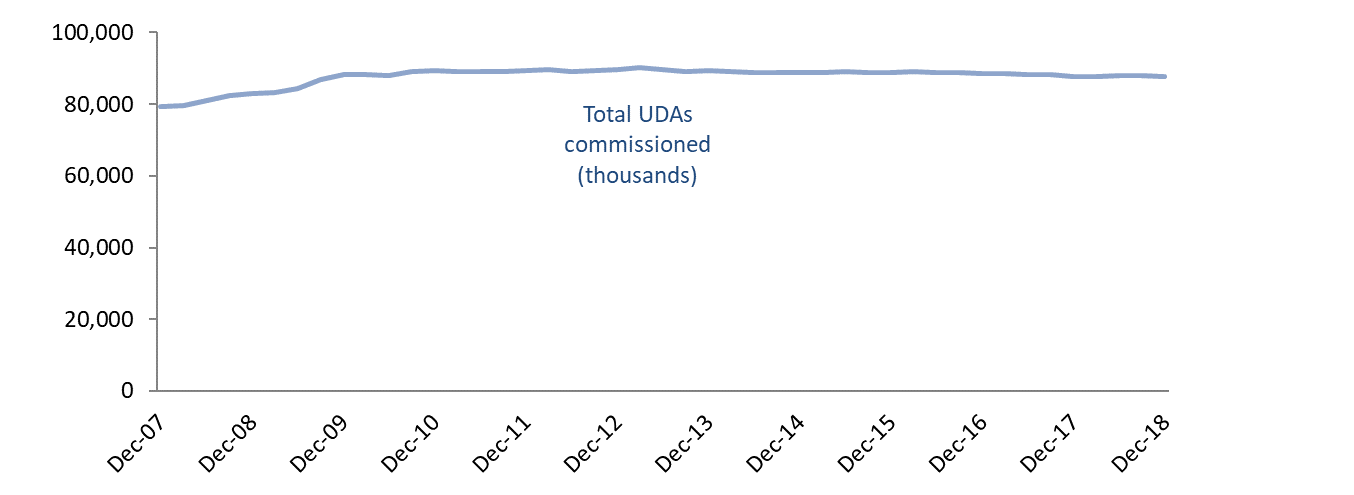 100,000
80,000
60,000
40,000
20,000
0
Total UDAs
commissioned
(thousands)
Dec-07
Dec-08
Dec-09
Dec-10
Dec-11
Dec-12
Dec-13
Dec-14
Dec-15
Dec-16
Dec-17
Dec-18